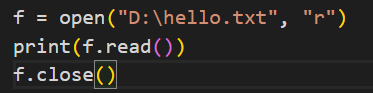 f = open("D:\hello.txt", "r")
print(f.read())
f.close()